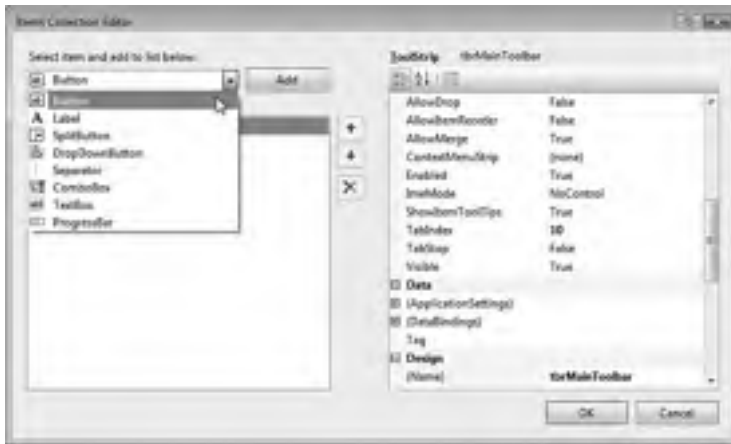 Items Collection Editor
Select item and add to list below:
Button
Add
Button
A Label
SplitButton
DropDownButton
Separator
ComboBox
TextBox
ProgressBar
ToolStrip tbrMainToolbar
AllowDrop False
AllowItemReorder False
AllowMerge True
ContextMenuStrip (none)
Enabled True
ImeMode NoControl
ShowItemToolTips True
TabIndex 10
TabStop False
Visible True
Data
(ApplicationSettings)
(DataBindings)
Tag
Design
(Name) tbrMainToolbar
OK
Cancel